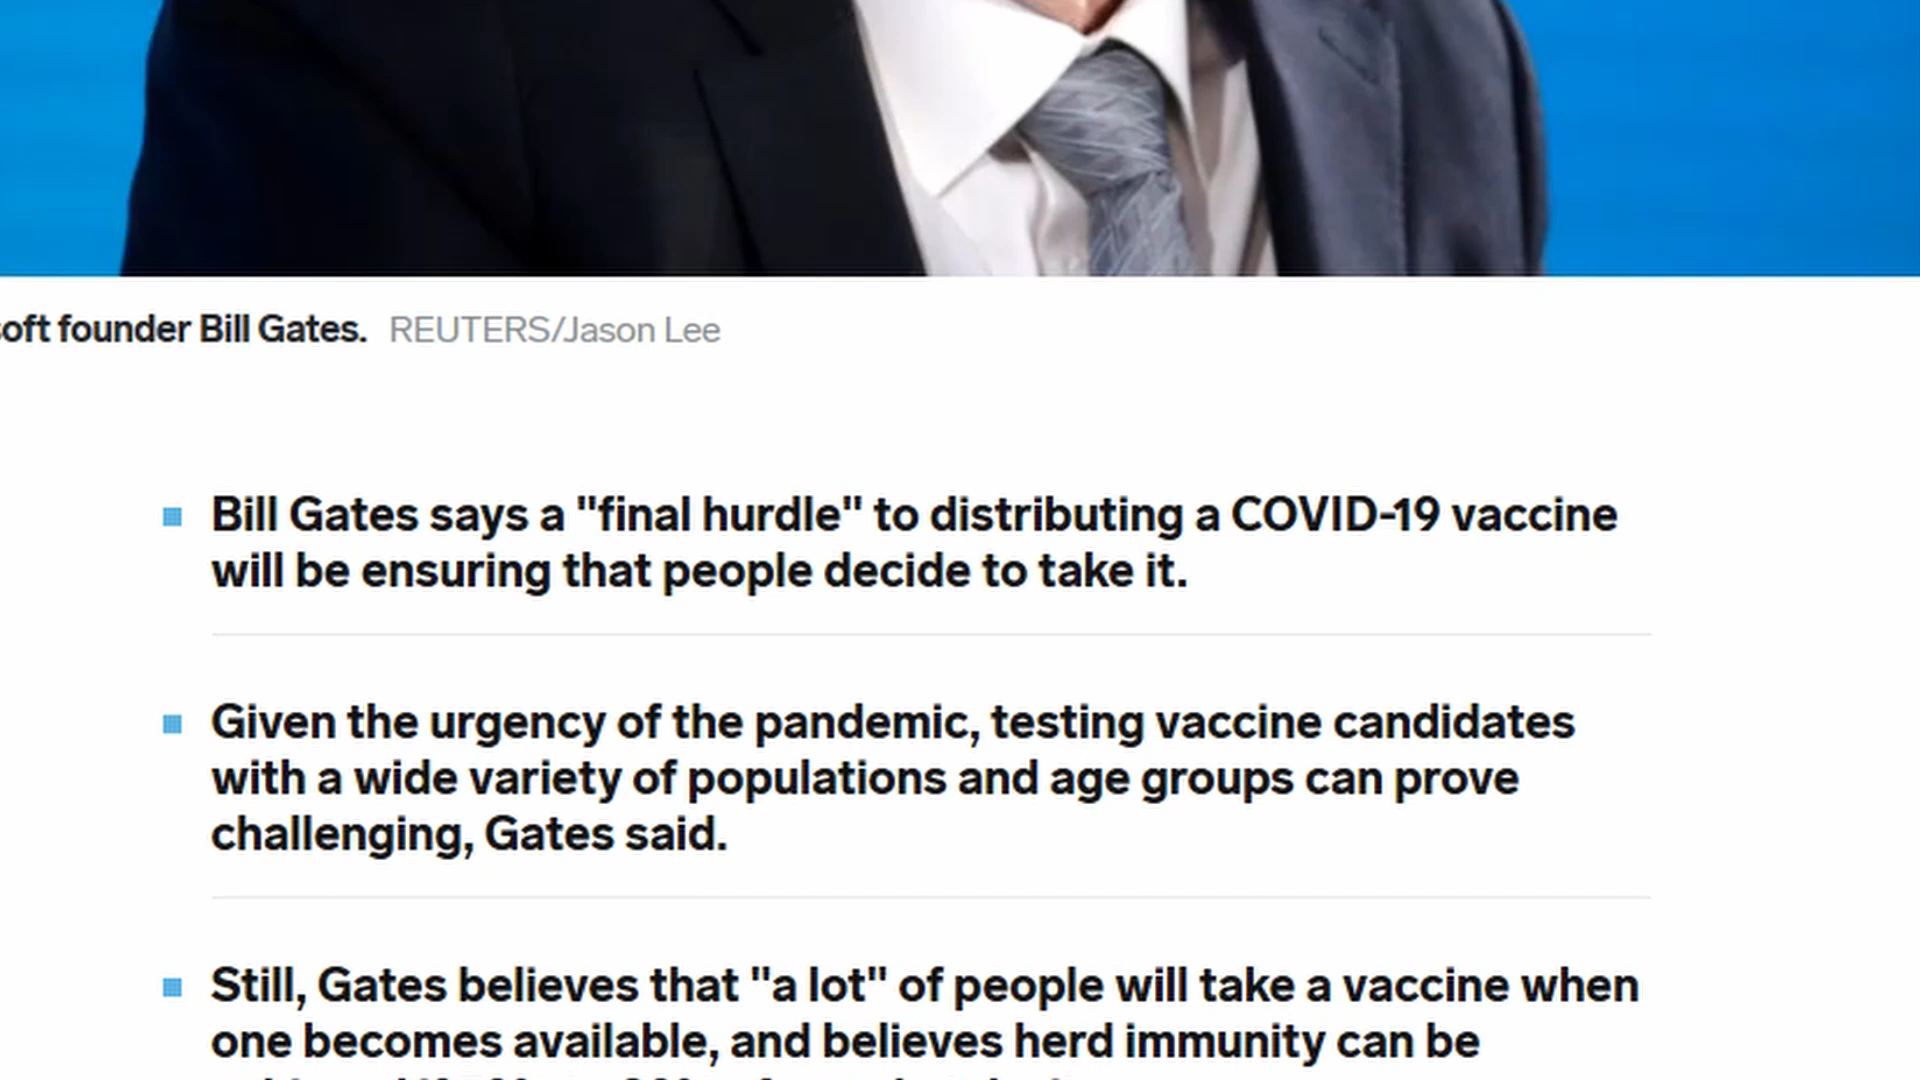 soft founder Bill Gates. REUTERS/Jason Lee
Bill Gates says a "final hurdle" to distributing a COVID-19 vaccine
will be ensuring that people decide to take it.
Given the urgency of the pandemic, testing vaccine candidates
with a wide variety of populations and age groups can prove
challenging, Gates said.
Still, Gates believes that "a lot" of people will take a vaccine when
one becomes available, and believes herd immunity can be